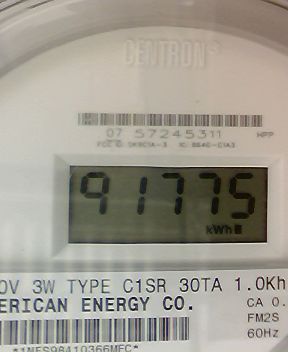 CENTRON®
07 57245311 HPP
91775
kWh
0V 3W TYPE C1SR 30TA 1.0Kh
ERICAN ENERGY CO. CA 0.
FM2S
60Hz